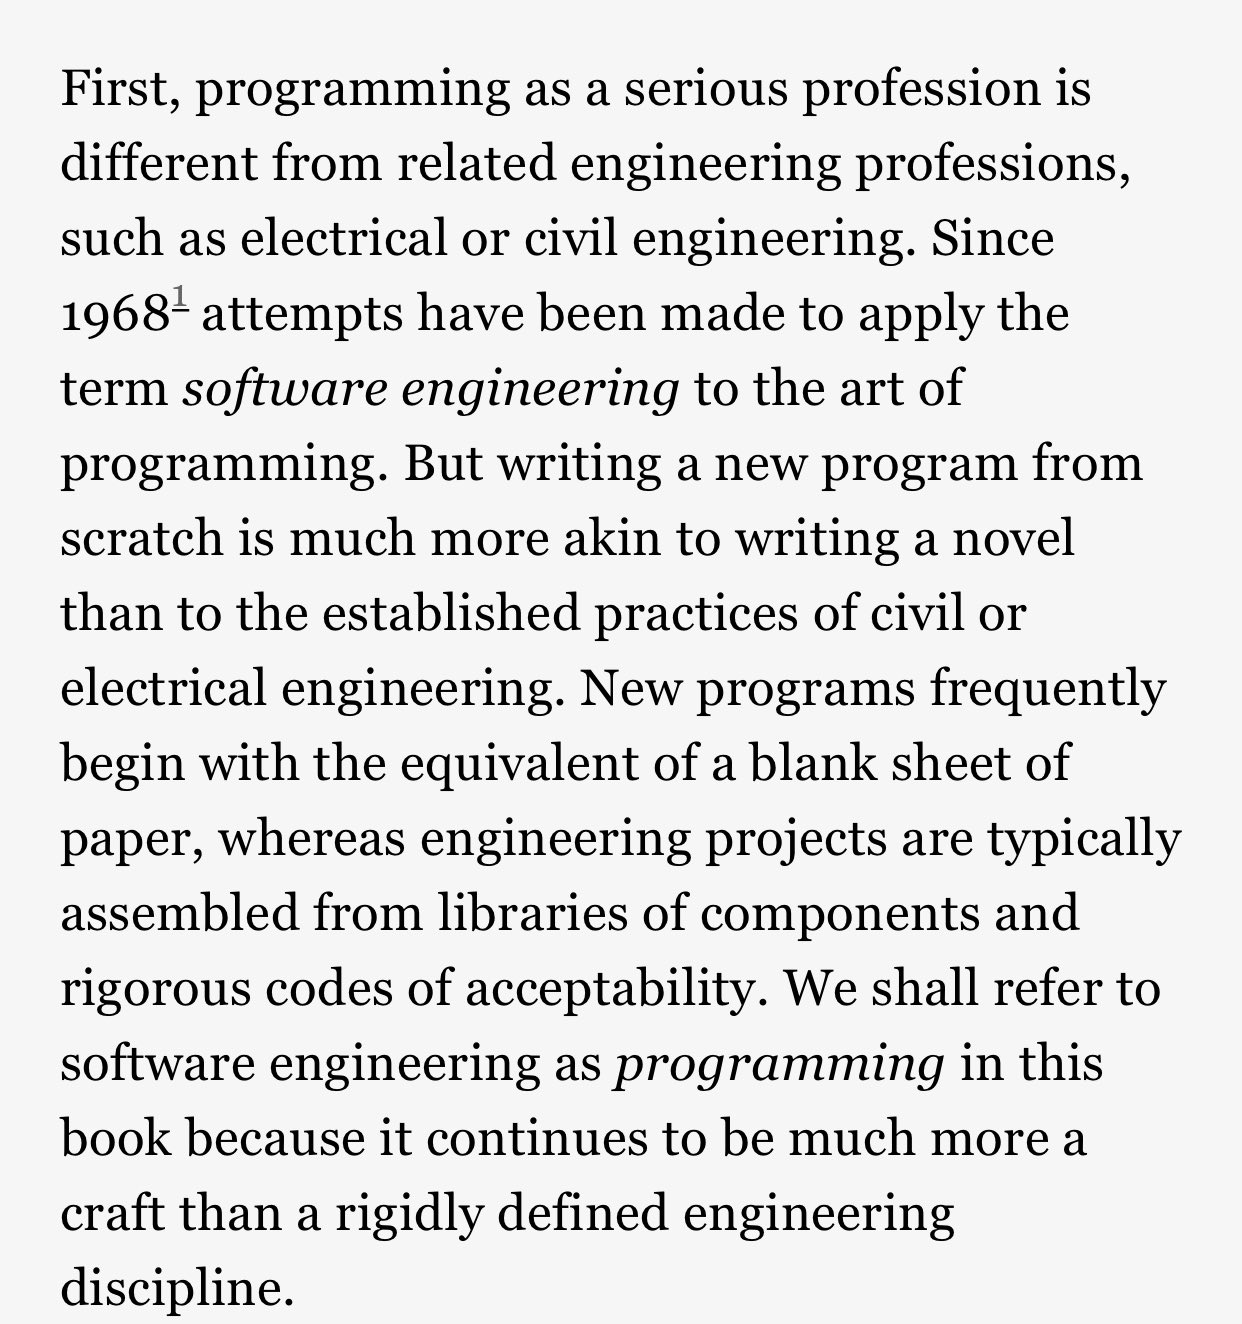 First, programming as a serious profession is
different from related engineering professions,
such as electrical or civil engineering. Since
19681 attempts have been made to apply the
term software engineering to the art of
programming. But writing a new program from
scratch is much more akin to writing a novel
than to the established practices of civil or
electrical engineering. New programs frequently
begin with the equivalent of a blank sheet of
paper, whereas engineering projects are typically
assembled from libraries of components and
rigorous codes of acceptability. We shall refer to
software engineering as programming in this
book because it continues to be much more a
craft than a rigidly defined engineering
discipline.